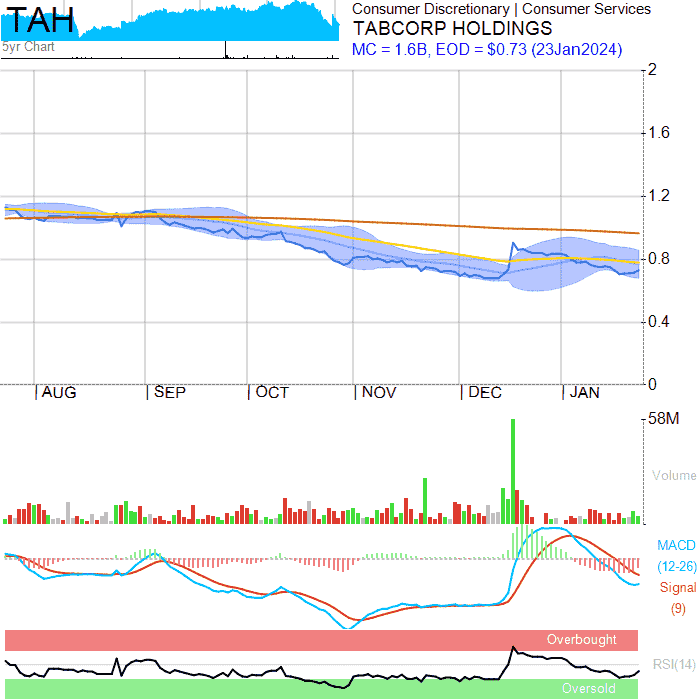 TAH
5yr Chart
Consumer Discretionary | Consumer Services
TABCORP HOLDINGS
MC = 1.6B, EOD = $0.73 (23Jan2024)
2
1.6
1.2
0.8
0.4
0
AUG SEP OCT NOV DEC JAN
58M
Volume
MACD
(12-26)
Signal
(9)
Overbought
RSI(14)
Oversold